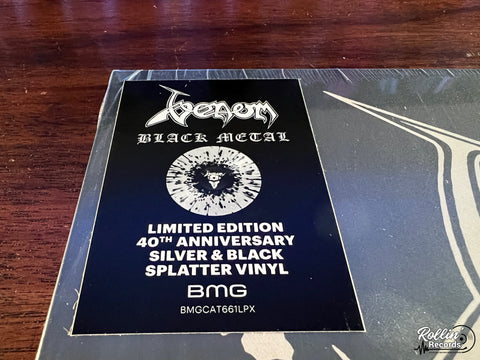 Venom
BLACK METAL
LIMITED EDITION
40TH ANNIVERSARY
SILVER & BLACK
SPLATTER VINYL
BMG
BMGCAT661LPX
Rollin'
Records